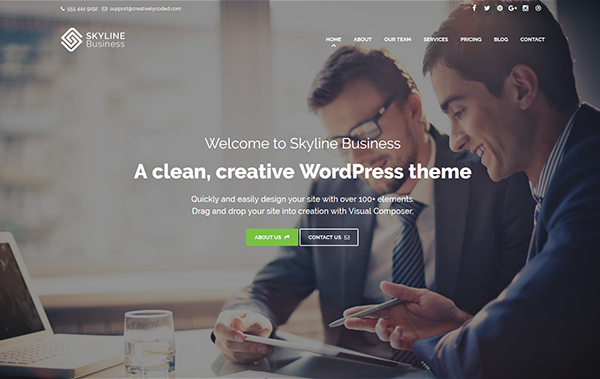 555 444 9292 support@creativelycoded.com
SKYLINE
Business
HOME ABOUT OUR TEAM SERVICES PRICING BLOG CONTACT
Welcome to Skyline Business
A clean, creative WordPress theme
Quickly and easily design your site with over 100+ elements.
Drag and drop your site into creation with Visual Composer.
ABOUT US CONTACT US